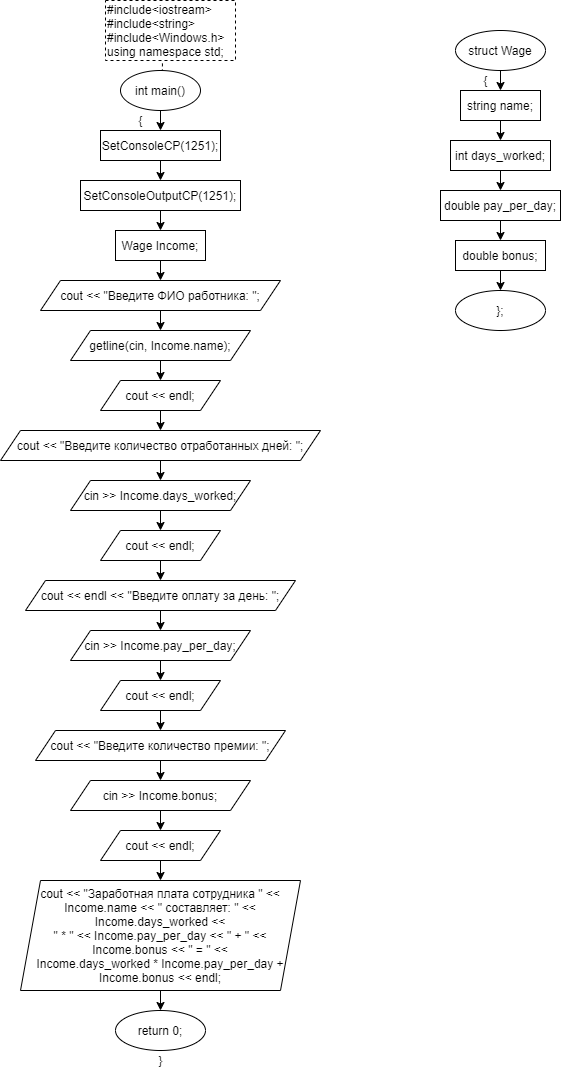 #include<iostream>
#include<string>
#include<Windows.h>
using namespace std;
int main()
{
SetConsoleCP(1251);
SetConsoleOutputCP(1251);
Wage Income;
cout << "Введите ФИО работника: ";
getline(cin, Income.name);
cout << endl;
cout << "Введите количество отработанных дней: ";
cin >> Income.days_worked;
cout << endl;
cout << endl << "Введите оплату за день: ";
cin >> Income.pay_per_day;
cout << endl;
cout << "Введите количество премии: ";
cin >> Income.bonus;
cout << endl;
cout << "Заработная плата сотрудника " <<
Income.name << " составляет: " <<
Income.days_worked <<
" * " << Income.pay_per_day << " + " <<
Income.bonus << " = " <<
Income.days_worked * Income.pay_per_day +
Income.bonus << endl;
return 0;
}
struct Wage
{
string name;
int days_worked;
double pay_per_day;
double bonus;
};